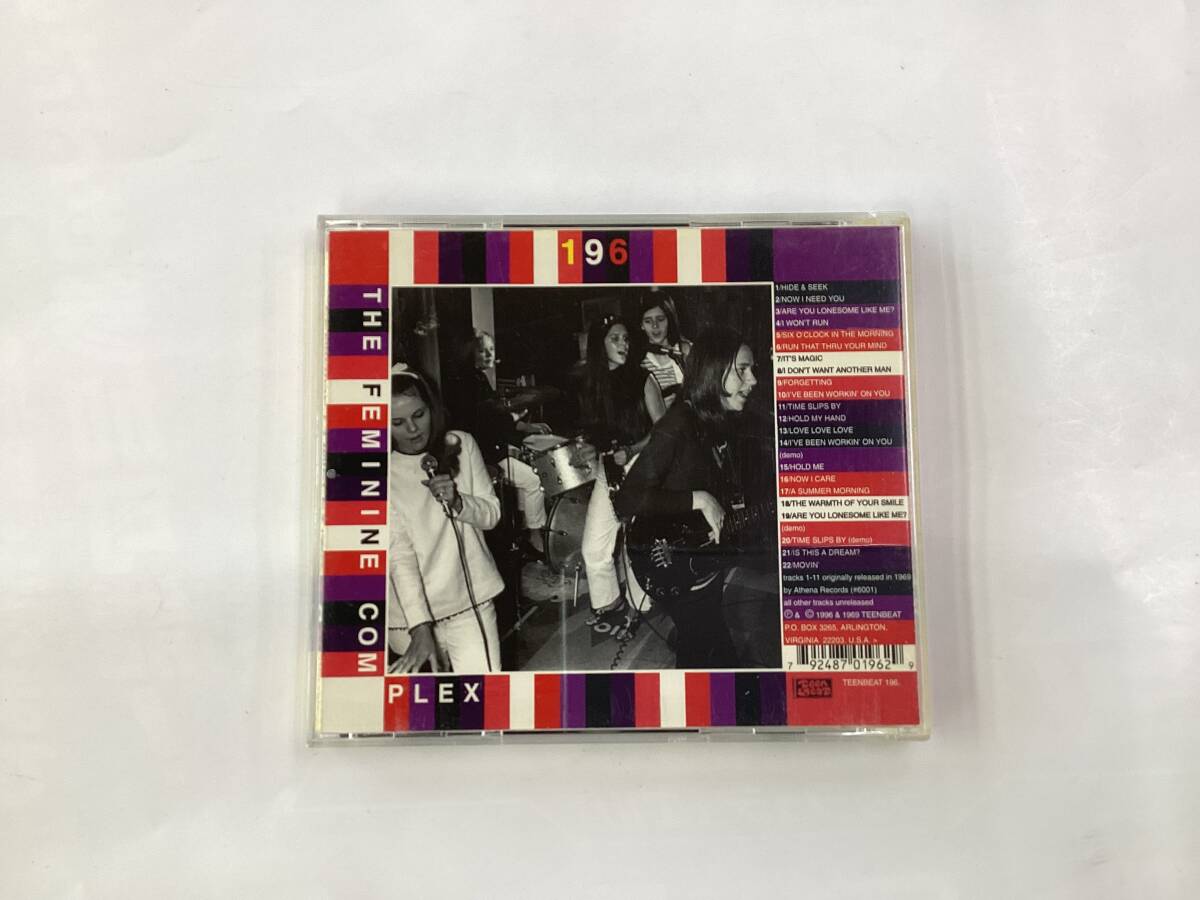 196
THE FEMININE COM
PLEX
1/HIDE & SEEK
2/NOW I NEED YOU
3/ARE YOU LONESOME LIKE ME?
4/I WON'T RUN
5/SIX O'CLOCK IN THE MORNING
6/RUN THAT THRU YOUR MIND
7/IT'S MAGIC
8/I DON'T WANT ANOTHER MAN
9/FORGETTING
10/I'VE BEEN WORKIN' ON YOU
11/TIME SLIPS BY
12/HOLD MY HAND
13/LOVE LOVE LOVE
14/I'VE BEEN WORKIN' ON YOU
(demo)
15/HOLD ME
16/NOW I CARE
17/A SUMMER MORNING
18/THE WARMTH OF YOUR SMILE
19/ARE YOU LONESOME LIKE ME?
(demo)
20/TIME SLIPS BY (demo)
21/IS THIS A DREAM?
22/MOVIN'
tracks 1-11 originally released in 1969
by Athena Records (#6001)
all other tracks unreleased
℗ & © 1996 & 1969 TEENBEAT
P.O. BOX 3265, ARLINGTON,
VIRGINIA 22203. U.S.A. >
7 92487 01962 9
TEEN BEAT
TEENBEAT 196.